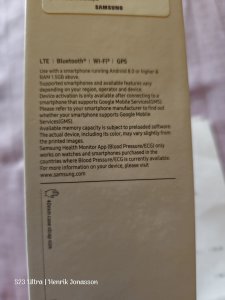 SAMSUNG
LTE | Bluetooth® | Wi-Fi® | GPS
Use with a smartphone running Android 8.0 or higher &
RAM 1.5GB above.
Supported smartphones and available features may vary
depending on your region, operator and device.
Device activation is only available after connecting to a
smartphone that supports Google Mobile Services(GMS).
Please refer to your smartphone manufacturer to find out
whether your smartphone supports Google Mobile
Services(GMS).
Available memory capacity is subject to preloaded software.
The actual device, including its color, may vary slightly from
the printed images.
Samsung Health Monitor App (Blood Pressure/ECG) only
works on watches and smartphones purchased in the
countries where Blood Pressure/ECG is currently available.
For more information on your device, please visit
www.samsung.com
S23 Ultra | Henrik Jonasson